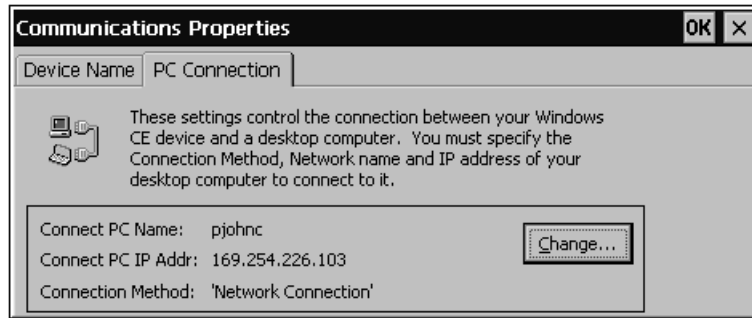 Communications Properties OK ×
Device Name PC Connection
These settings control the connection between your Windows
CE device and a desktop computer. You must specify the
Connection Method, Network name and IP address of your
desktop computer to connect to it.
Connect PC Name: pjohnc
Change...
Connect PC IP Addr: 169.254.226.103
Connection Method: 'Network Connection'